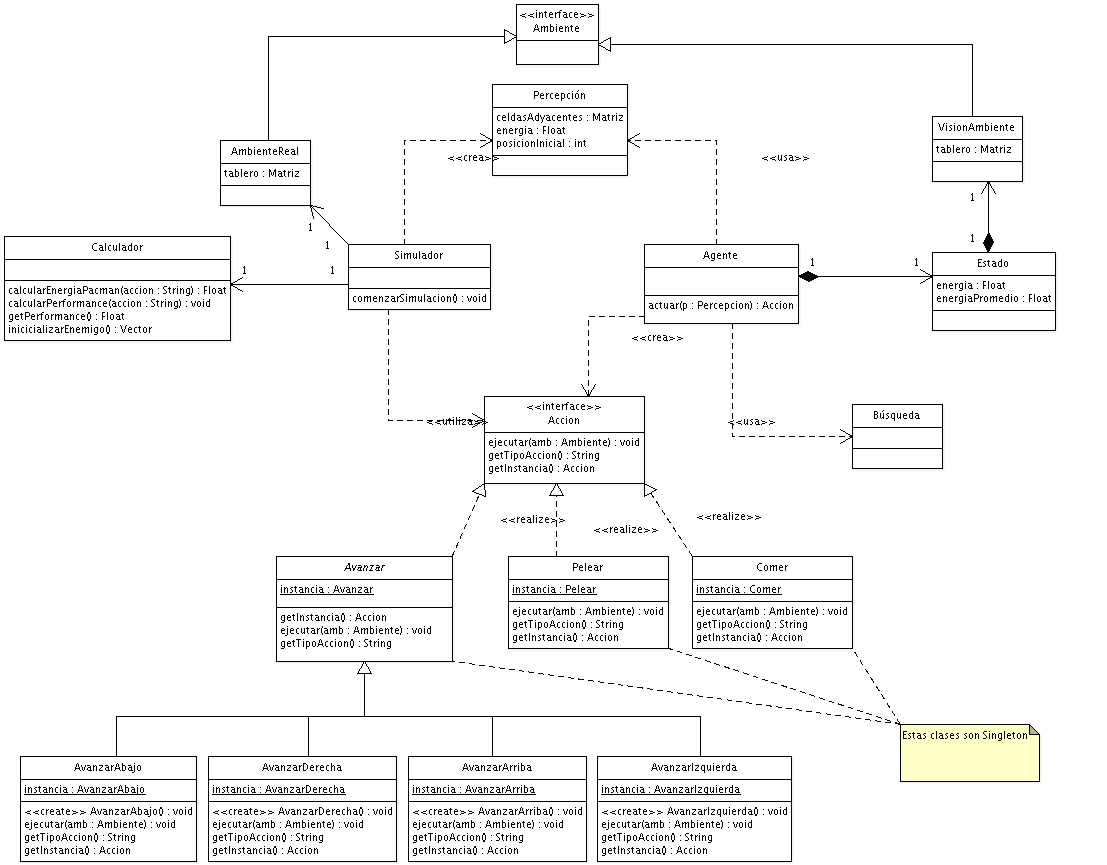 <<interface>>
Ambiente
Percepción
celdasAdyacentes : Matriz
energia : Float
posicionInicial : int
VisionAmbiente
tablero : Matriz
AmbienteReal
tablero : Matriz
<<crea>>
<<usa>>
1
1
1
1
Calculador
calcularEnergiaPacman(accion : String) : Float
calcularPerformance(accion : String) : void
getPerformance() : Float
inicicializarEnemigo() : Vector
1
1
Simulador
comenzarSimulacion() : void
Agente
actuar(p : Percepcion) : Accion
1
1
Estado
energia : Float
energiaPromedio : Float
<<crea>>
<<interface>>
Accion
ejecutar(amb : Ambiente) : void
getTipoAccion() : String
getInstancia() : Accion
<<utiliza>>
<<usa>>
Búsqueda
<<realize>>
<<realize>>
<<realize>>
Avanzar
instancia : Avanzar
getInstancia() : Accion
ejecutar(amb : Ambiente) : void
getTipoAccion() : String
Pelear
instancia : Pelear
ejecutar(amb : Ambiente) : void
getTipoAccion() : String
getInstancia() : Accion
Comer
instancia : Comer
ejecutar(amb : Ambiente) : void
getTipoAccion() : String
getInstancia() : Accion
Estas clases son Singleton
AvanzarAbajo
instancia : AvanzarAbajo
<<create>> AvanzarAbajo() : void
ejecutar(amb : Ambiente) : void
getTipoAccion() : String
getInstancia() : Accion
AvanzarDerecha
instancia : AvanzarDerecha
<<create>> AvanzarDerecha() : void
ejecutar(amb : Ambiente) : void
getTipoAccion() : String
getInstancia() : Accion
AvanzarArriba
instancia : AvanzarArriba
<<create>> AvanzarArriba() : void
ejecutar(amb : Ambiente) : void
getTipoAccion() : String
getInstancia() : Accion
AvanzarIzquierda
instancia : AvanzarIzquierda
<<create>> AvanzarIzquierda() : void
ejecutar(amb : Ambiente) : void
getTipoAccion() : String
getInstancia() : Accion